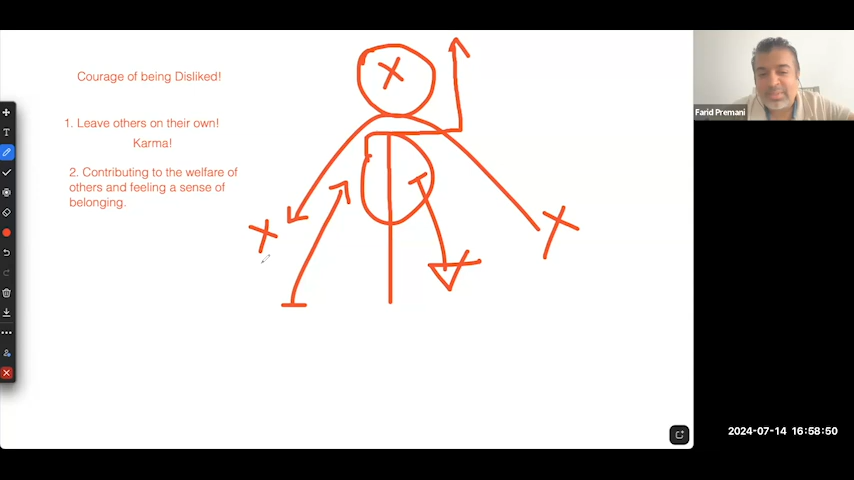 Courage of being Disliked!
1. Leave others on their own!
Karma!
2. Contributing to the welfare of
others and feeling a sense of
belonging.
X
X
X
Farid Premani
2024-07-14 16:58:50